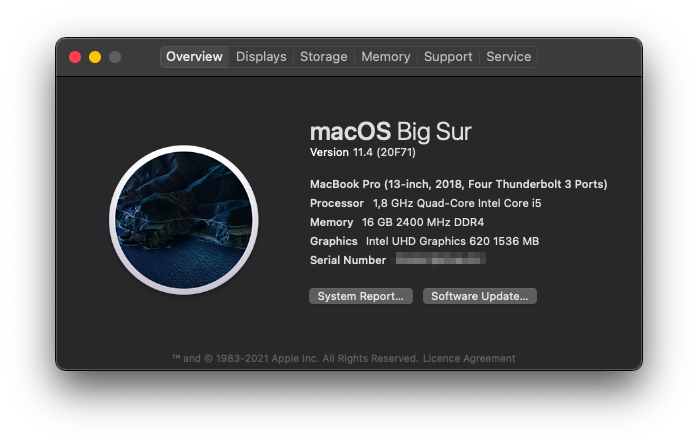 Overview Displays Storage Memory Support Service
macOS Big Sur
Version 11.4 (20F71)
MacBook Pro (13-inch, 2018, Four Thunderbolt 3 Ports)
Processor 1,8 GHz Quad-Core Intel Core i5
Memory 16 GB 2400 MHz DDR4
Graphics Intel UHD Graphics 620 1536 MB
Serial Number
System Report... Software Update...
™ and © 1983-2021 Apple Inc. All Rights Reserved. Licence Agreement